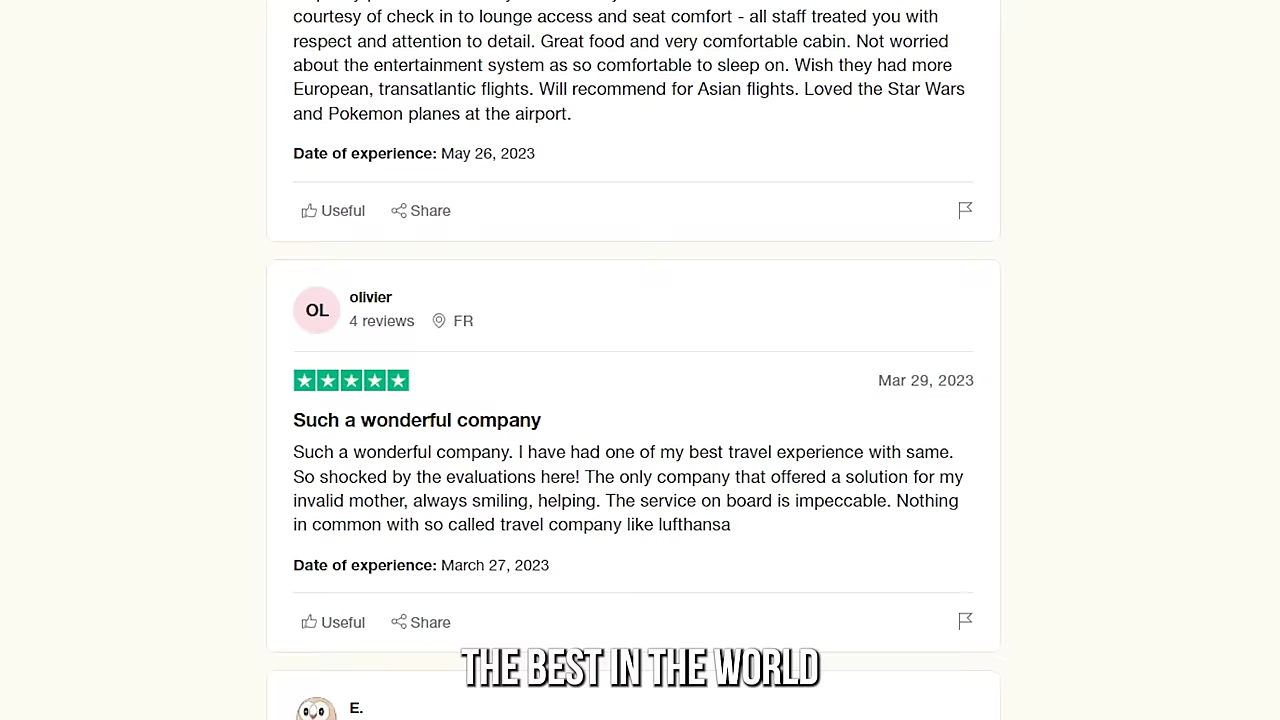 courtesy of check in to lounge access and seat comfort - all staff treated you with
respect and attention to detail. Great food and very comfortable cabin. Not worried
about the entertainment system as so comfortable to sleep on. Wish they had more
European, transatlantic flights. Will recommend for Asian flights. Loved the Star Wars
and Pokemon planes at the airport.
Date of experience: May 26, 2023
Useful Share
OL olivier
4 reviews FR
Mar 29, 2023
Such a wonderful company
Such a wonderful company. I have had one of my best travel experience with same.
So shocked by the evaluations here! The only company that offered a solution for my
invalid mother, always smiling, helping. The service on board is impeccable. Nothing
in common with so called travel company like lufthansa
Date of experience: March 27, 2023
Useful Share
THE BEST IN THE WORLD
E.